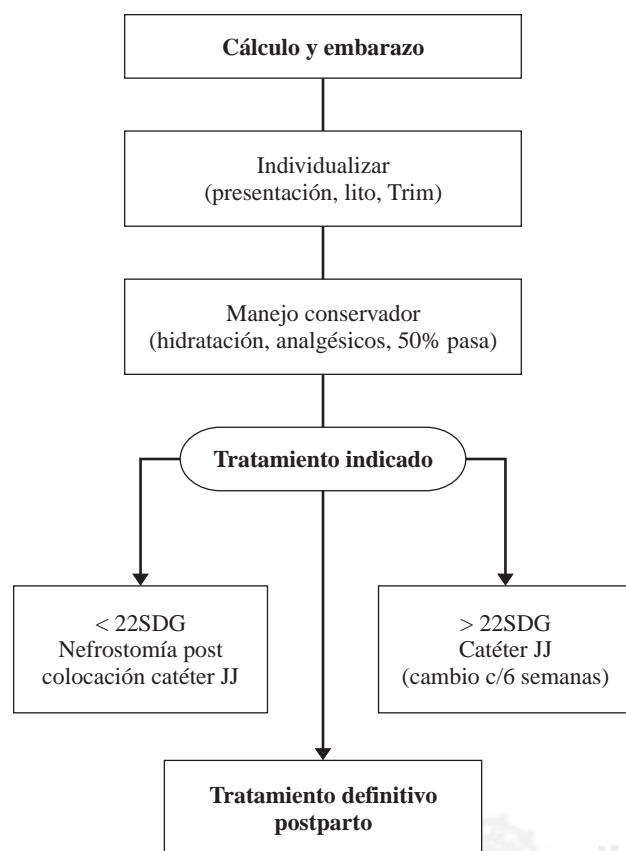 Cálculo y embarazo
Individualizar
(presentación, lito, Trim)
Manejo conservador
(hidratación, analgésicos, 50% pasa)
Tratamiento indicado
< 22SDG
Nefrostomía post
colocación catéter JJ
> 22SDG
Catéter JJ
(cambio c/6 semanas)
Tratamiento definitivo
postparto